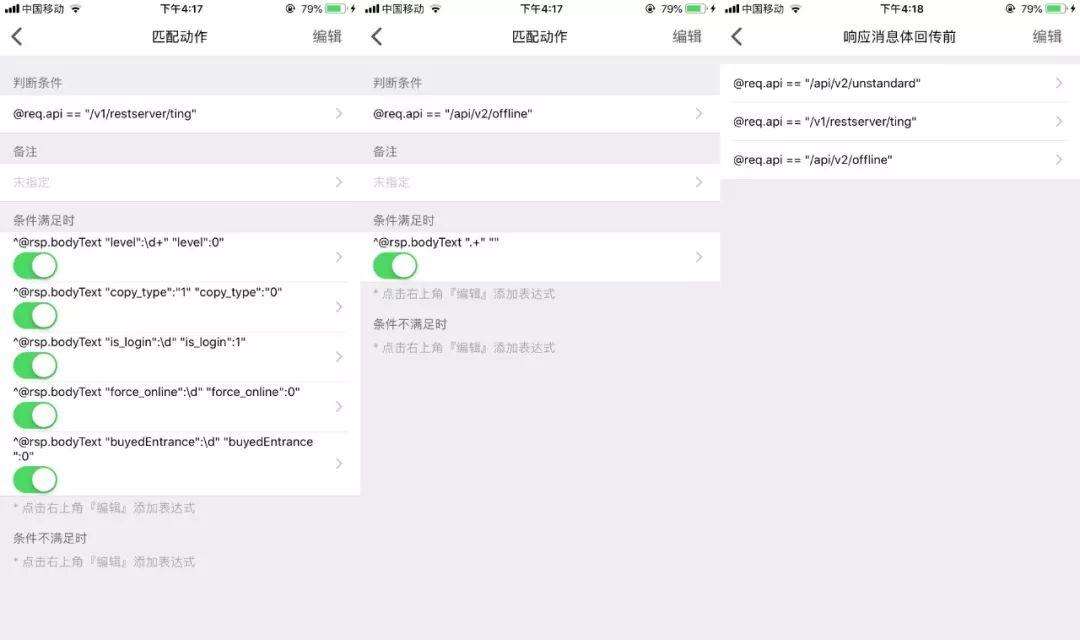 中国移动 下午4:17 79%
匹配动作 编辑
判断条件
@req.api == "/v1/restserver/ting"
备注
未指定
条件满足时
^@rsp.bodyText "level":\d+" "level":0"
^@rsp.bodyText "copy_type":"1" "copy_type":"0"
^@rsp.bodyText "is_login":\d" "is_login":1"
^@rsp.bodyText "force_online":\d" "force_online":0"
^@rsp.bodyText "buyedEntrance":\d" "buyedEntrance
":0"
* 点击右上角『编辑』添加表达式
条件不满足时
* 点击右上角『编辑』添加表达式
中国移动 下午4:17 79%
匹配动作 编辑
判断条件
@req.api == "/api/v2/offline"
备注
未指定
条件满足时
^@rsp.bodyText ".+" ""
* 点击右上角『编辑』添加表达式
条件不满足时
* 点击右上角『编辑』添加表达式
中国移动 下午4:18 79%
响应消息体回传前 编辑
@req.api == "/api/v2/unstandard"
@req.api == "/v1/restserver/ting"
@req.api == "/api/v2/offline"